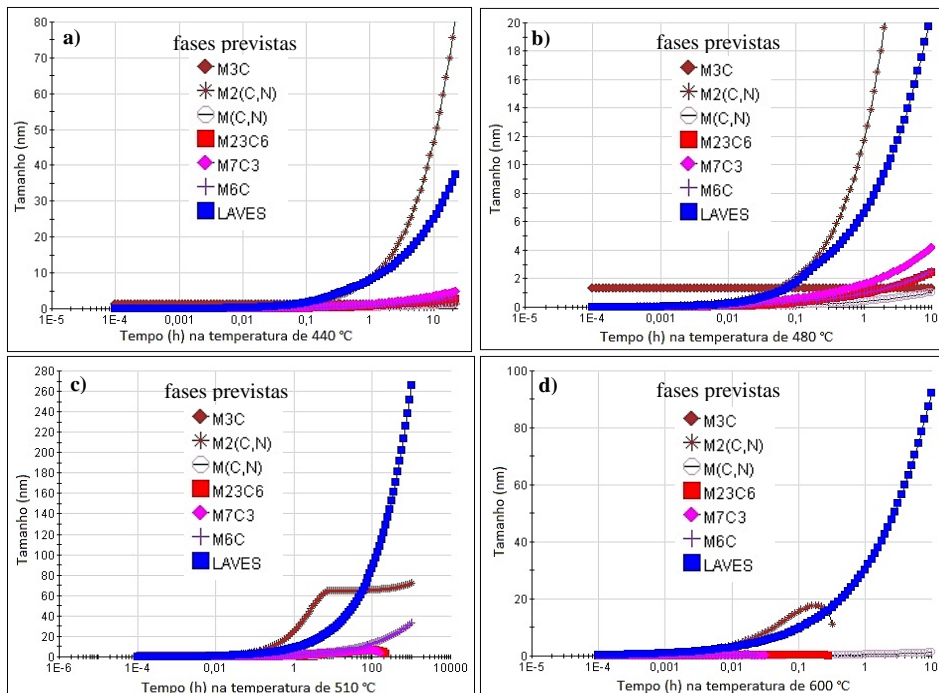 a)
fases previstas
M3C
M2(C,N)
M(C,N)
M23C6
M7C3
M6C
LAVES
Tamanho (nm)
80
70
60
50
40
30
20
10
0
1E-5
1E-4
0,001
0,01
0,1
1
10
Tempo (h) na temperatura de 440 °C
b)
fases previstas
M3C
M2(C,N)
M(C,N)
M23C6
M7C3
M6C
LAVES
Tamanho (nm)
20
18
16
14
12
10
8
6
4
2
0
1E-5
1E-4
0,001
0,01
0,1
1
10
Tempo (h) na temperatura de 480 °C
c)
fases previstas
M3C
M2(C,N)
M(C,N)
M23C6
M7C3
M6C
LAVES
Tamanho (nm)
280
260
240
220
200
180
160
140
120
100
80
60
40
20
0
1E-6
1E-4
0,01
1
100
10000
Tempo (h) na temperatura de 510 °C
d)
fases previstas
M3C
M2(C,N)
M(C,N)
M23C6
M7C3
M6C
LAVES
Tamanho (nm)
100
80
60
40
20
0
1E-5
1E-4
0,001
0,01
0,1
1
10
Tempo (h) na temperatura de 600 °C